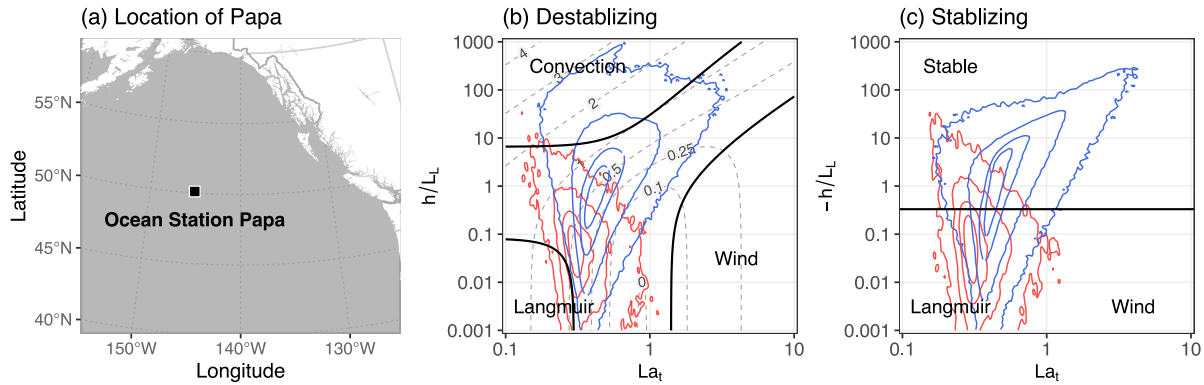 (a) Location of Papa
55°N
50°N
45°N
40°N
Latitude
Ocean Station Papa
150°W
140°W
130°W
Longitude
(b) Destablizing
1000
100
10
1
0.1
0.01
0.001
h/L_L
Convection
4
3
2
1
0.5
0.25
0.1
0
Wind
Langmuir
0.1
1
10
La_t
(c) Stablizing
1000
100
10
1
0.1
0.01
0.001
− h/L_L
Stable
Langmuir
Wind
0.1
1
10
La_t